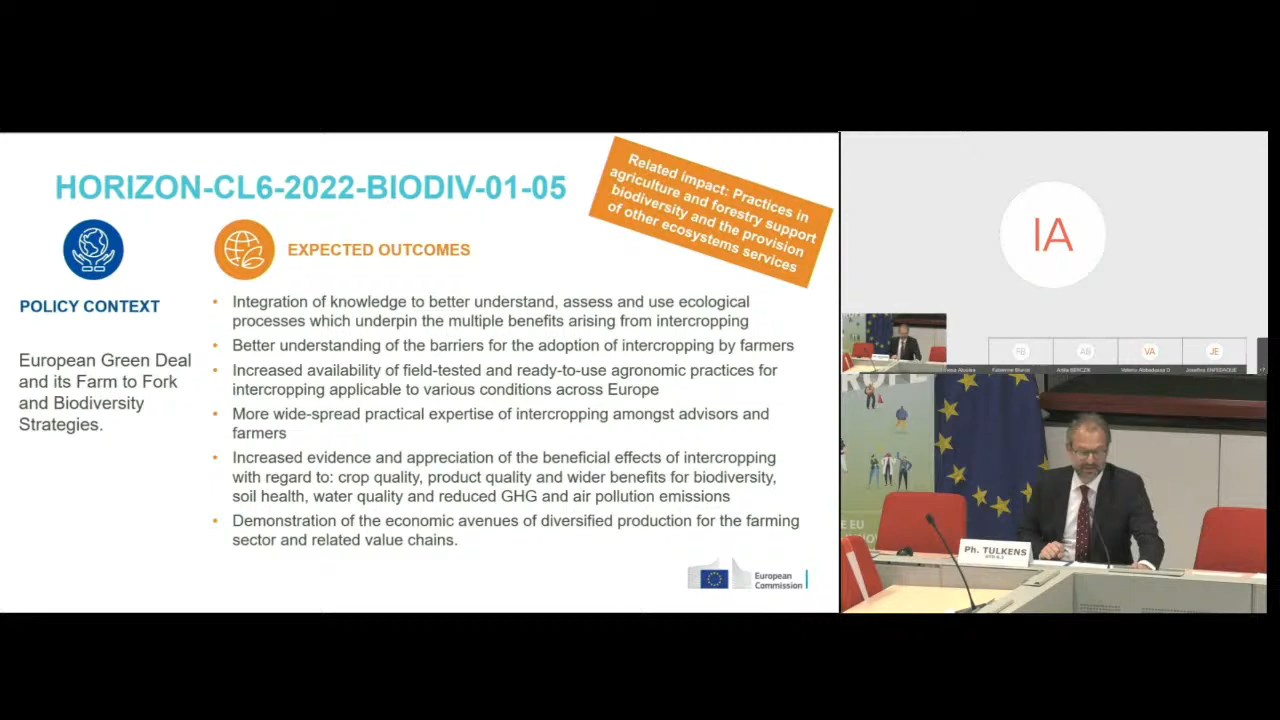 HORIZON-CL6-2022-BIODIV-01-05
Related impact: Practices in
agriculture and forestry support
biodiversity and the provision
of other ecosystems services
POLICY CONTEXT
European Green Deal
and its Farm to Fork
and Biodiversity
Strategies.
EXPECTED OUTCOMES
• Integration of knowledge to better understand, assess and use ecological
processes which underpin the multiple benefits arising from intercropping
• Better understanding of the barriers for the adoption of intercropping by farmers
• Increased availability of field-tested and ready-to-use agronomic practices for
intercropping applicable to various conditions across Europe
• More wide-spread practical expertise of intercropping amongst advisors and
farmers
• Increased evidence and appreciation of the beneficial effects of intercropping
with regard to: crop quality, product quality and wider benefits for biodiversity,
soil health, water quality and reduced GHG and air pollution emissions
• Demonstration of the economic avenues of diversified production for the farming
sector and related value chains.
European
Commission
IA
VA
JE
Ph. TULKENS